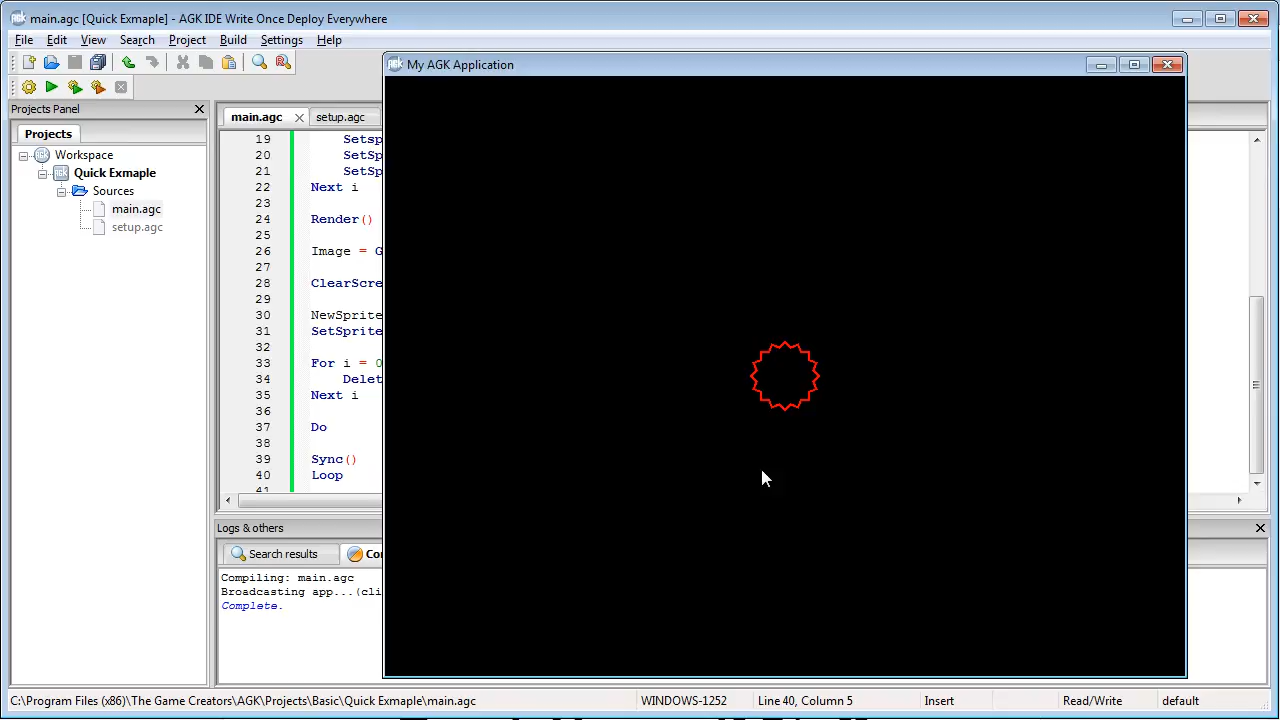 main.agc [Quick Exmaple] - AGK IDE Write Once Deploy Everywhere
File Edit View Search Project Build Settings Help
My AGK Application
Projects Panel
Projects
Workspace
Quick Exmaple
Sources
main.agc
setup.agc
main.agc setup.agc
19 Setsp
20 SetSp
21 SetSp
22 Next i
23
24 Render()
25
26 Image = G
27
28 ClearScre
29
30 NewSprite
31 SetSprite
32
33 For i = 0
34 Delet
35 Next i
36
37 Do
38
39 Sync()
40 Loop
41
Logs & others
Search results Co
Compiling: main.agc
Broadcasting app...(cli
Complete.
C:\Program Files (x86)\The Game Creators\AGK\Projects\Basic\Quick Exmaple\main.agc WINDOWS-1252 Line 40, Column 5 Insert Read/Write default